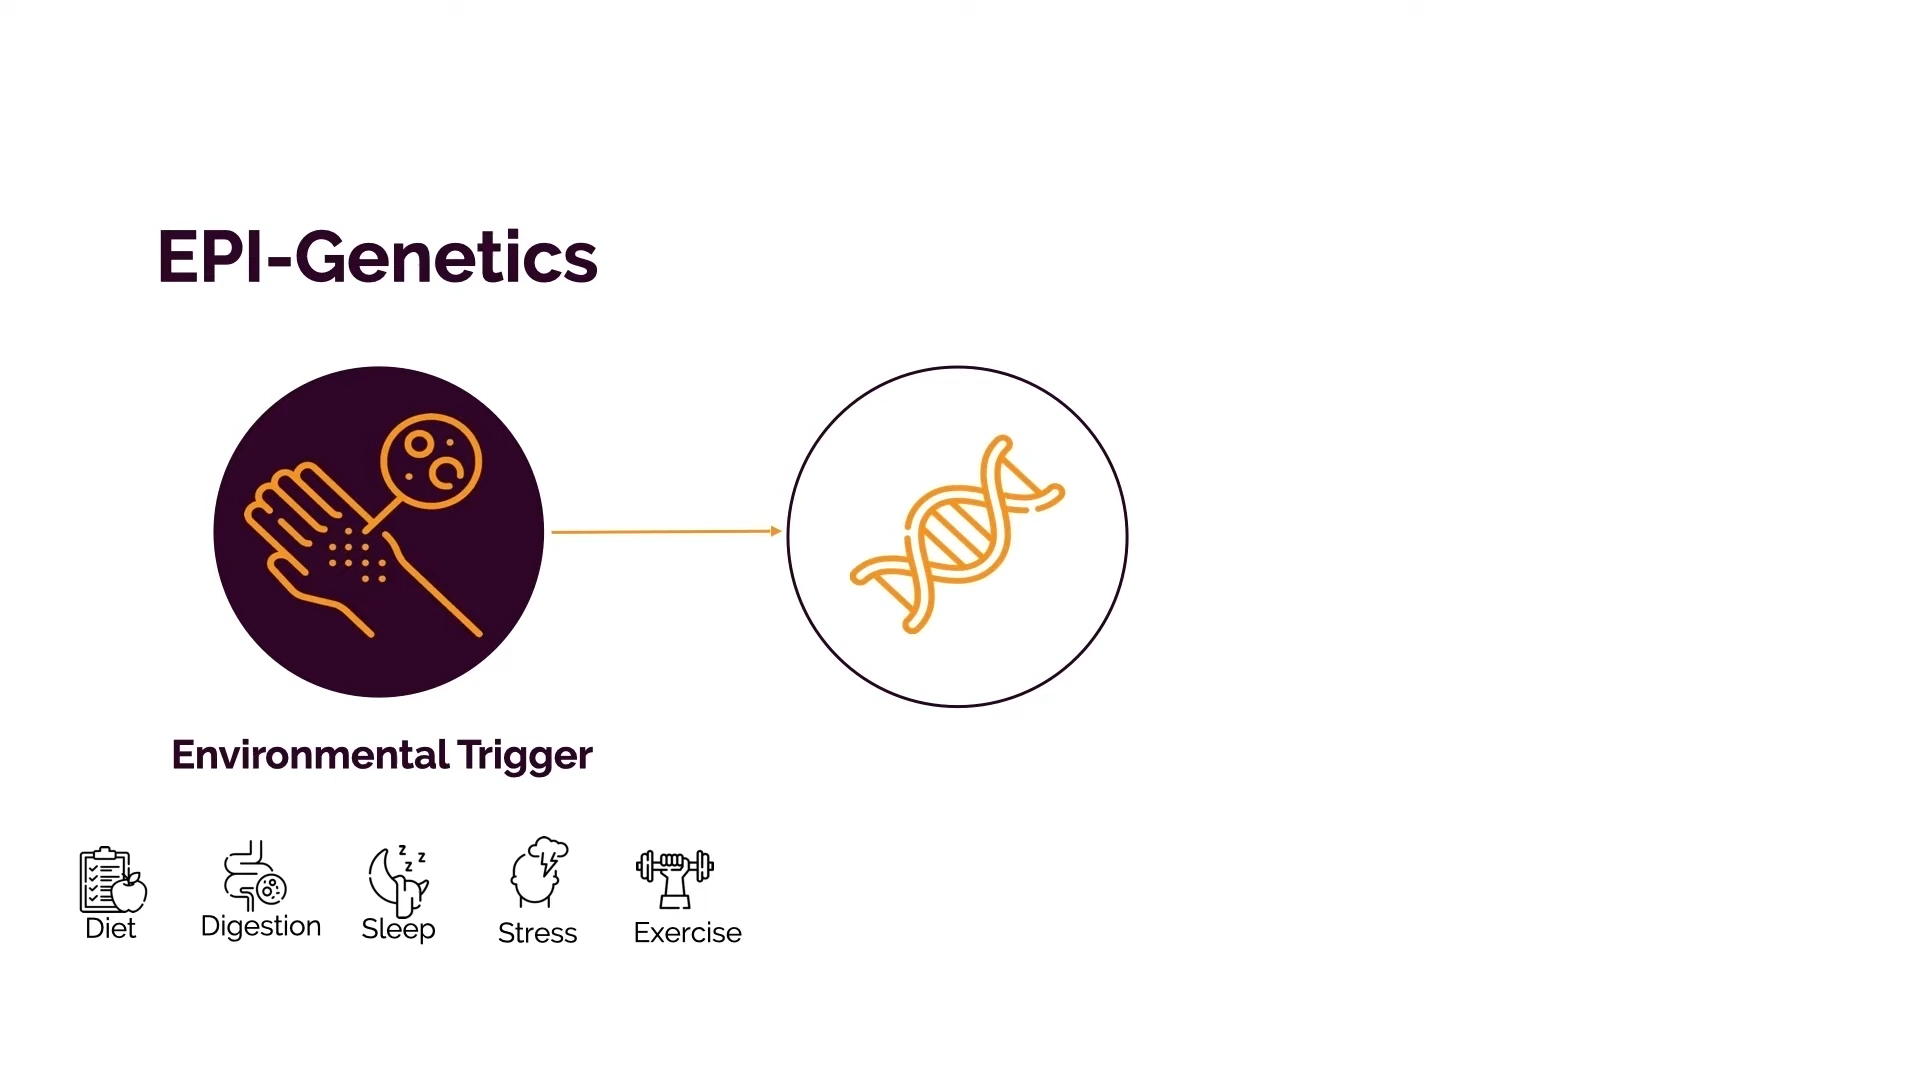 EPI-Genetics
Environmental Trigger
z z z
Diet
Digestion
Sleep
Stress
Exercise